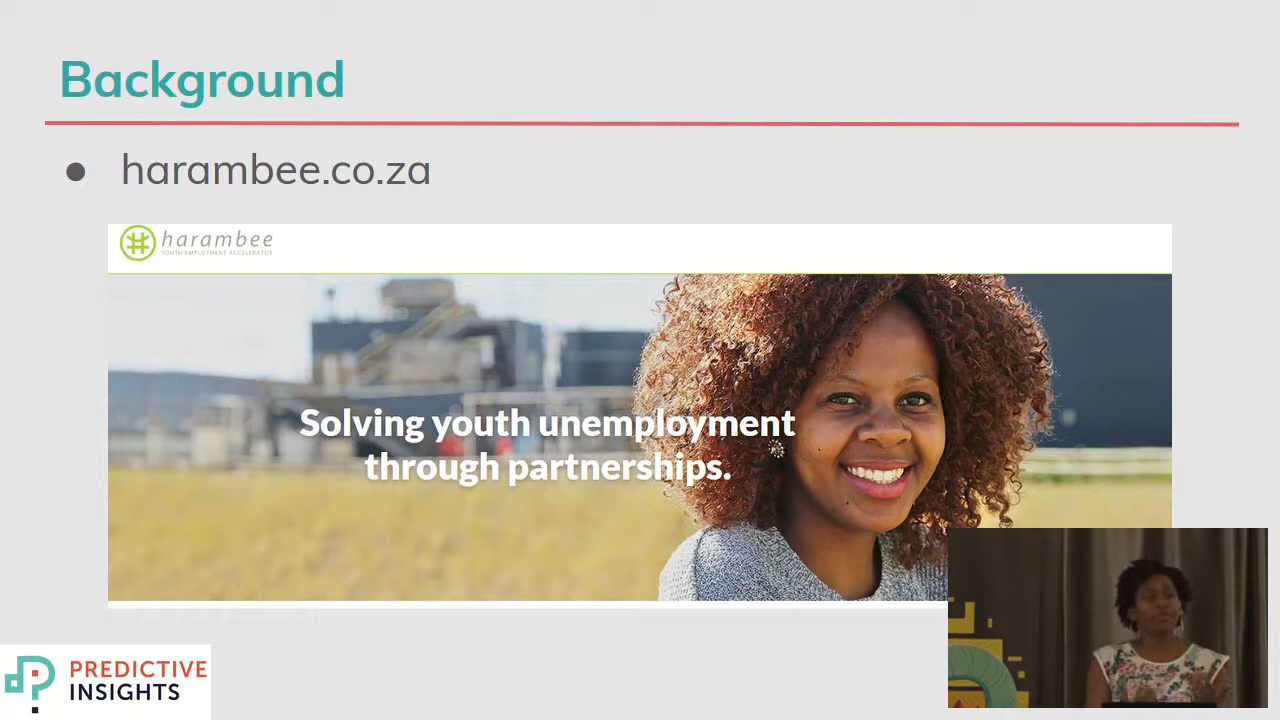 Background
● harambee.co.za
harambee
YOUTH EMPLOYMENT ACCELERATOR
Solving youth unemployment
through partnerships.
PREDICTIVE
INSIGHTS